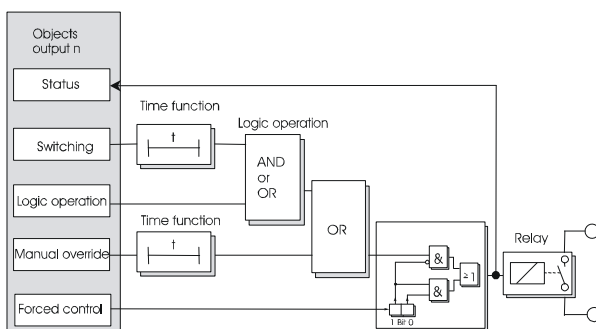 Objects
output n
Status
Time function
Logic operation
Switching
t
AND
or
OR
Logic operation
OR
Time function
Relay
Manual override
t
&
≥1
&
Forced control
1 Bit 0